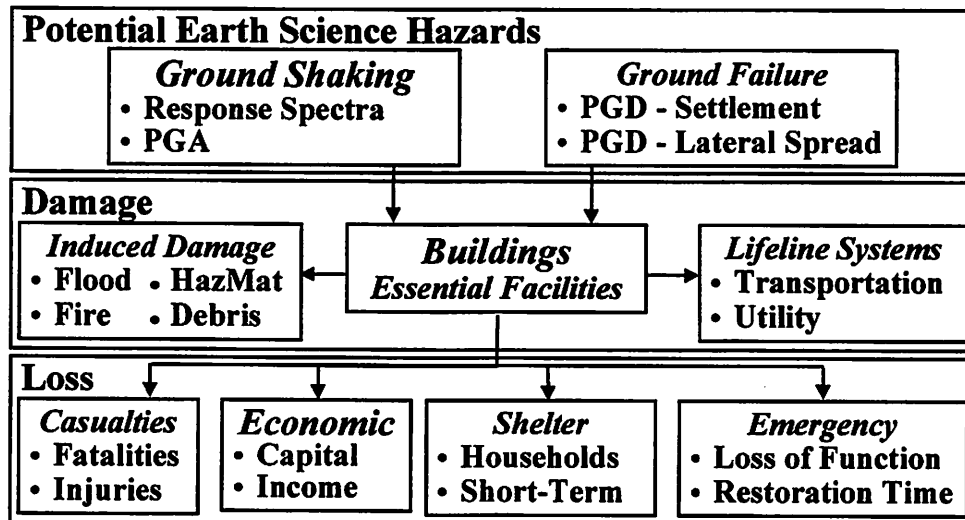 Potential Earth Science Hazards
Ground Shaking
• Response Spectra
• PGA
Ground Failure
• PGD - Settlement
• PGD - Lateral Spread
Damage
Induced Damage
• Flood • HazMat
• Fire • Debris
Buildings
Essential Facilities
Lifeline Systems
• Transportation
• Utility
Loss
Casualties
• Fatalities
• Injuries
Economic
• Capital
• Income
Shelter
• Households
• Short-Term
Emergency
• Loss of Function
• Restoration Time